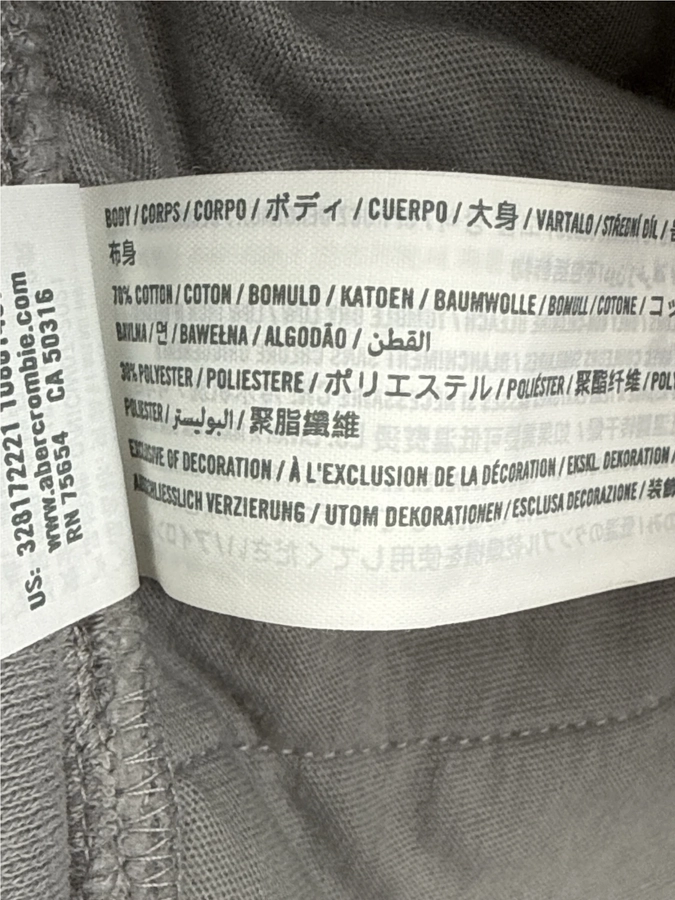 BODY / CORPS / CORPO / ボディ / CUERPO / 大身 / VARTALO / STŘEDNÍ DÍL /
布身
70% COTTON / COTON / BOMULD / KATOEN / BAUMWOLLE / BOMULL / COTONE / コッ
BAVLNA / 면 / BAWEŁNA / ALGODÃO / القطن
30% POLYESTER / POLIESTERE / ポリエステル / POLIÉSTER / 聚酯纤维 / POLY
POLIESTER / البوليستر / 聚脂纖維
EXCLUSIVE OF DECORATION / À L'EXCLUSION DE LA DÉCORATION / EKSKL. DEKORATION /
AUSSCHLIESSLICH VERZIERUNG / UTOM DEKORATIONEN / ESCLUSA DECORAZIONE / 装飾
US: 328172221
www.abercrombie.com
RN 75654 CA 50316